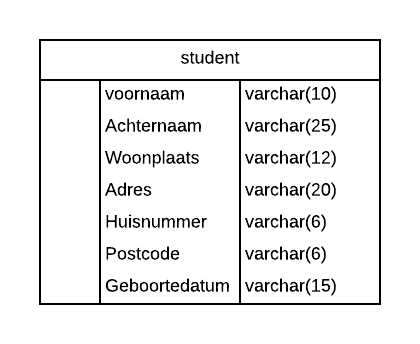 student
voornaam varchar(10)
Achternaam varchar(25)
Woonplaats varchar(12)
Adres varchar(20)
Huisnummer varchar(6)
Postcode varchar(6)
Geboortedatum varchar(15)